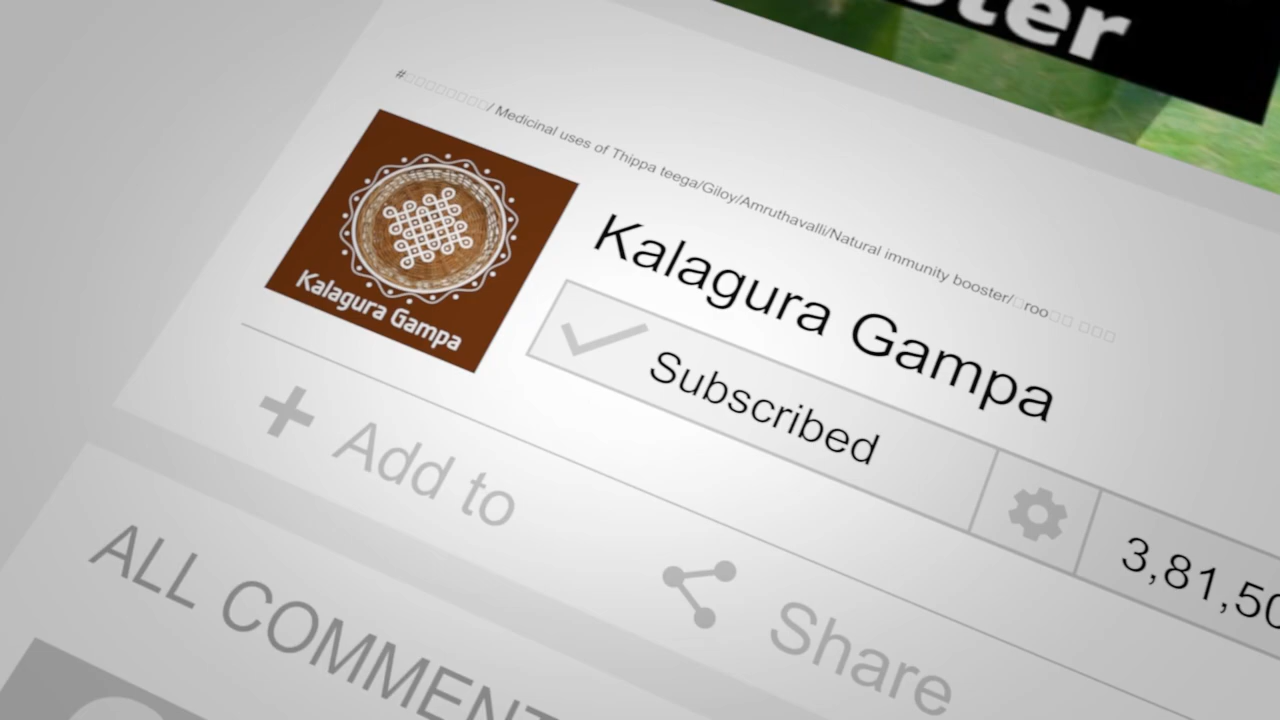 ster
#▯▯▯▯▯▯▯▯/ Medicinal uses of Thippa teega/Giloy/Amruthavalli/Natural immunity booster/▯roo▯▯ ▯▯▯
Kalagura Gampa
Kalagura Gampa
Subscribed
3,81,50
Add to
Share
ALL COMMENT